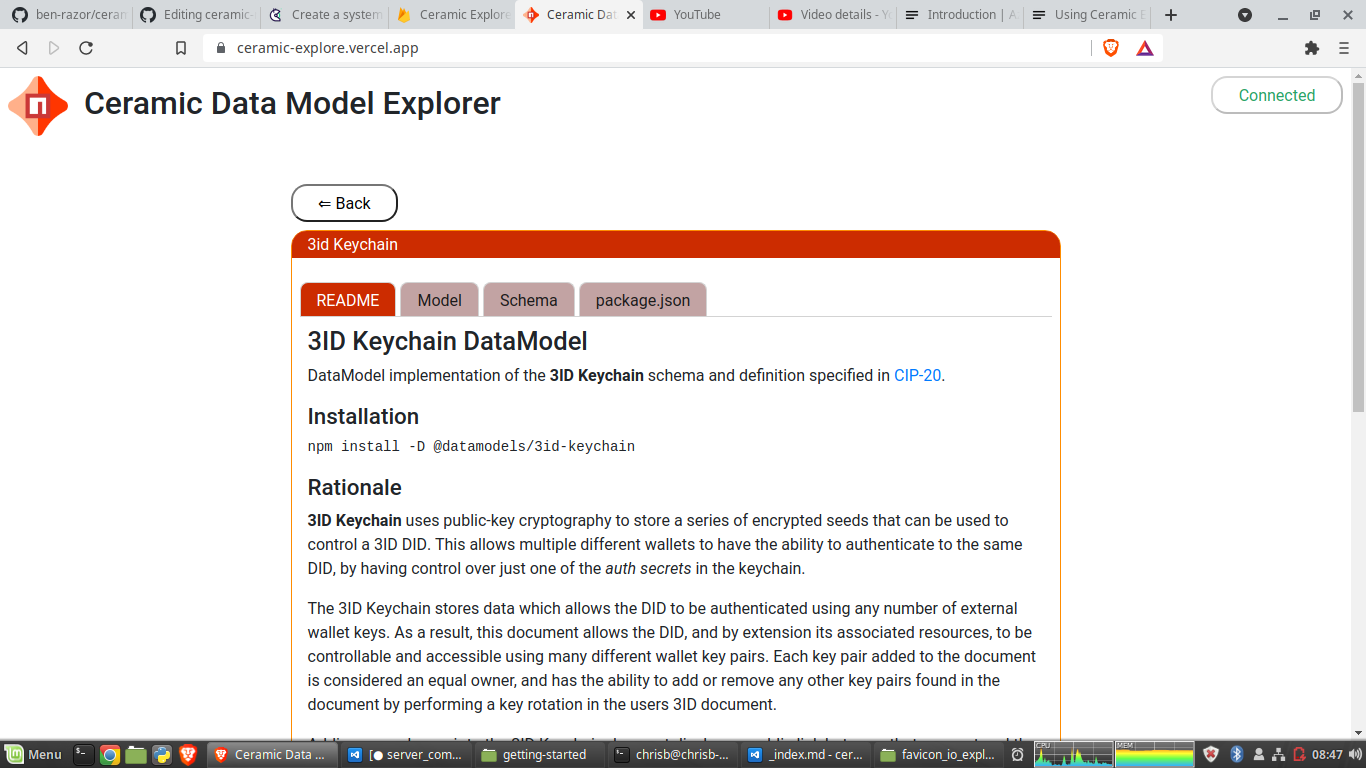 ben-razor/ceram
Editing ceramic-
Create a system
Ceramic Explore
Ceramic Dat
YouTube
Video details - Yo
Introduction | A
Using Ceramic E
ceramic-explore.vercel.app
Ceramic Data Model Explorer
Connected
⇐ Back
3id Keychain
README Model Schema package.json
3ID Keychain DataModel
DataModel implementation of the 3ID Keychain schema and definition specified in CIP-20.
Installation
npm install -D @datamodels/3id-keychain
Rationale
3ID Keychain uses public-key cryptography to store a series of encrypted seeds that can be used to
control a 3ID DID. This allows multiple different wallets to have the ability to authenticate to the same
DID, by having control over just one of the auth secrets in the keychain.
The 3ID Keychain stores data which allows the DID to be authenticated using any number of external
wallet keys. As a result, this document allows the DID, and by extension its associated resources, to be
controllable and accessible using many different wallet key pairs. Each key pair added to the document
is considered an equal owner, and has the ability to add or remove any other key pairs found in the
document by performing a key rotation in the users 3ID document.
Menu
Ceramic Data ...
[● server_com...
getting-started
chrisb@chrisb-...
_index.md - cer...
favicon_io_expl...
CPU
MEM
08:47